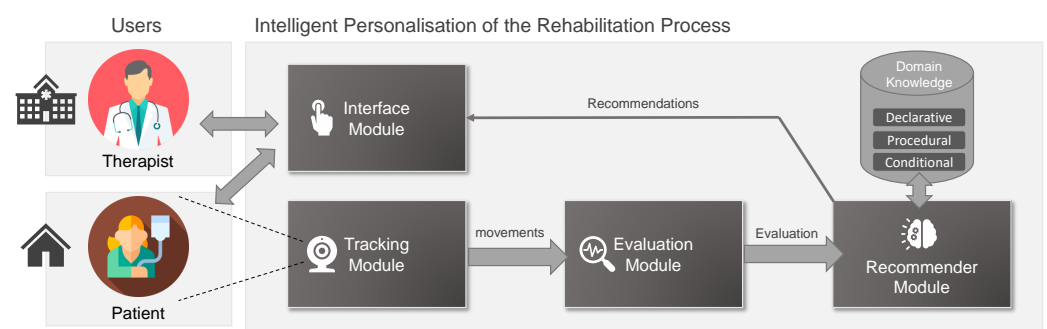 Users
Intelligent Personalisation of the Rehabilitation Process
Therapist
Patient
Interface
Module
Recommendations
Domain
Knowledge
Declarative
Procedural
Conditional
Tracking
Module
movements
Evaluation
Module
Evaluation
Recommender
Module